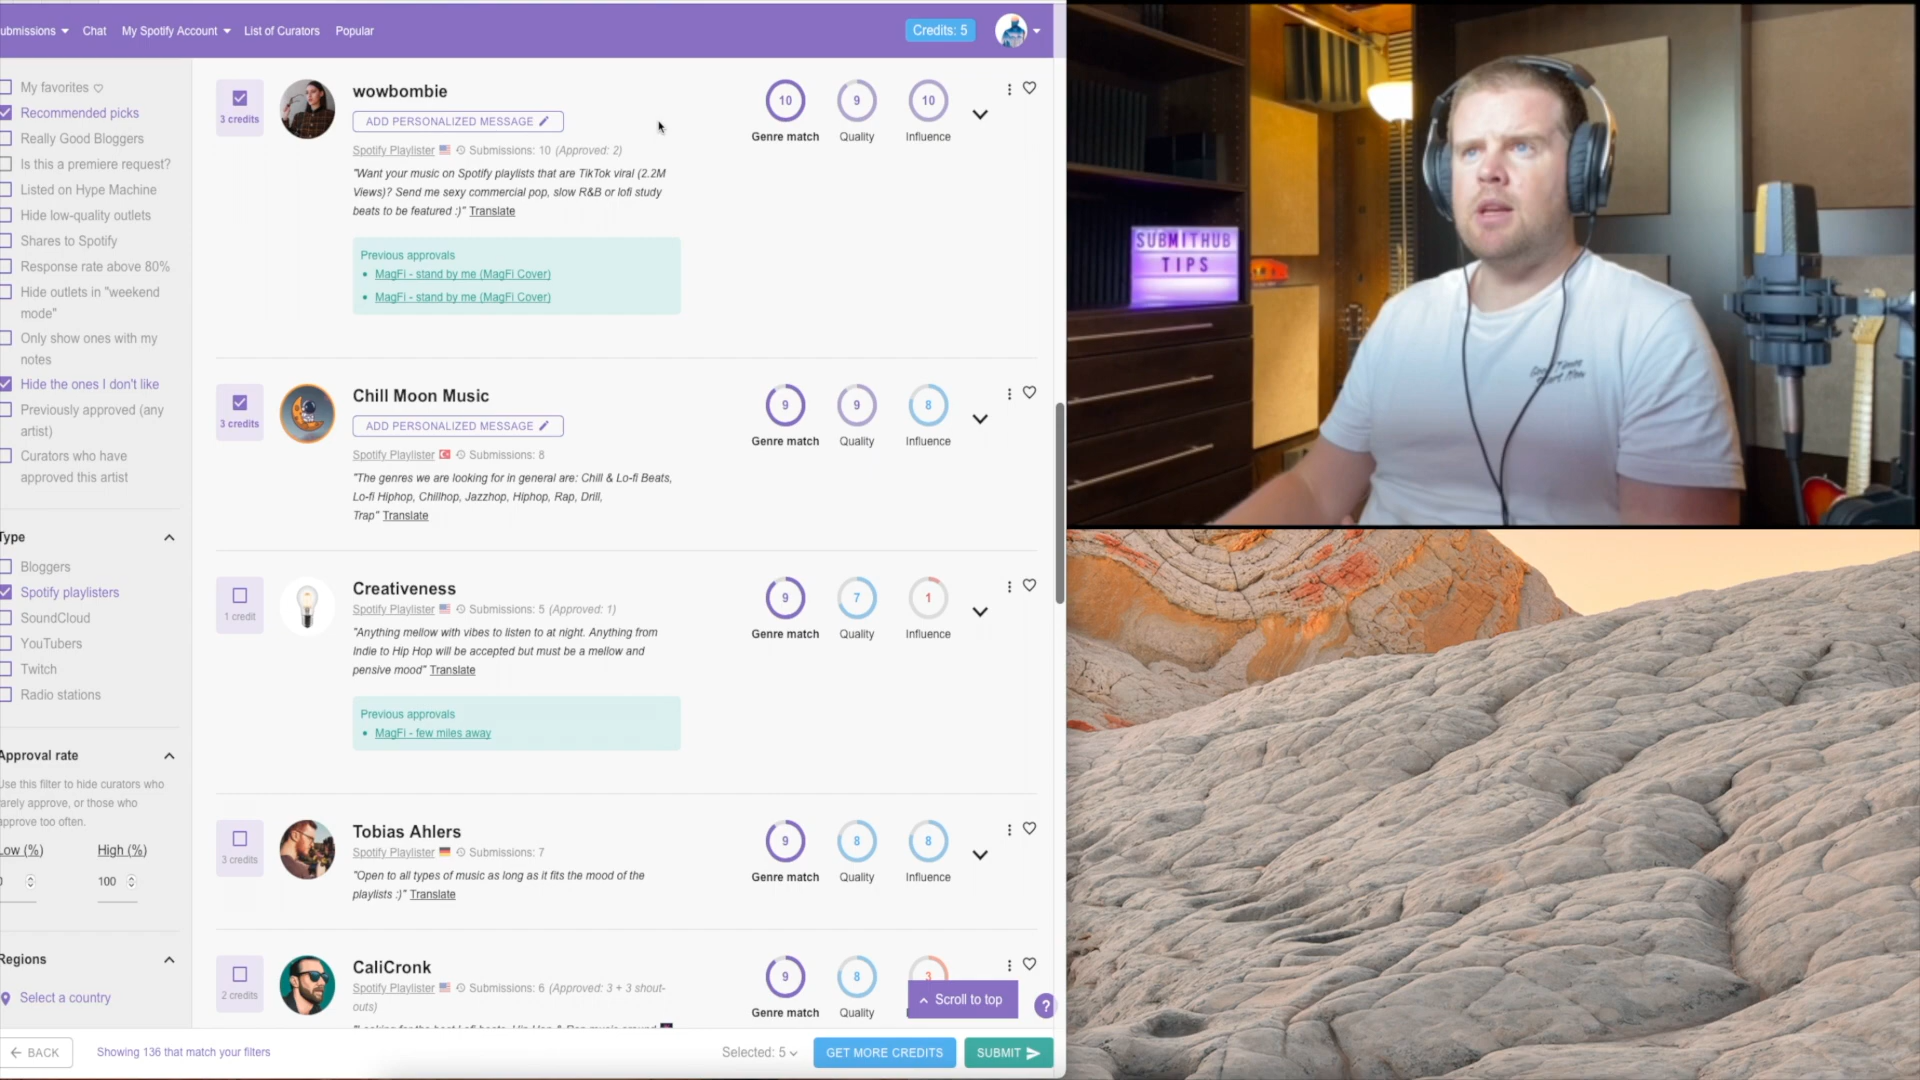 ubmissions
Chat
My Spotify Account
List of Curators
Popular
Credits: 5
My favorites
Recommended picks
Really Good Bloggers
Is this a premiere request?
Listed on Hype Machine
Hide low-quality outlets
Shares to Spotify
Response rate above 80%
Hide outlets in "weekend
mode"
Only show ones with my
notes
Hide the ones I don't like
Previously approved (any
artist)
Curators who have
approved this artist
Type
Bloggers
Spotify playlisters
SoundCloud
YouTubers
Twitch
Radio stations
Approval rate
Use this filter to hide curators who
rarely approve, or those who
approve too often.
Low (%)
High (%)
100
Regions
Select a country
3 credits
wowbombie
ADD PERSONALIZED MESSAGE
Spotify Playlister Submissions: 10 (Approved: 2)
"Want your music on Spotify playlists that are TikTok viral (2.2M
Views)? Send me sexy commercial pop, slow R&B or lofi study
beats to be featured :)" Translate
Previous approvals
MagFi - stand by me (MagFi Cover)
MagFi - stand by me (MagFi Cover)
10
9
10
Genre match
Quality
Influence
3 credits
Chill Moon Music
ADD PERSONALIZED MESSAGE
Spotify Playlister Submissions: 8
"The genres we are looking for in general are: Chill & Lo-fi Beats,
Lo-fi Hiphop, Chillhop, Jazzhop, Hiphop, Rap, Drill,
Trap" Translate
9
9
8
Genre match
Quality
Influence
1 credit
Creativeness
Spotify Playlister Submissions: 5 (Approved: 1)
"Anything mellow with vibes to listen to at night. Anything from
Indie to Hip Hop will be accepted but must be a mellow and
pensive mood" Translate
Previous approvals
MagFi - few miles away
9
7
1
Genre match
Quality
Influence
3 credits
Tobias Ahlers
Spotify Playlister Submissions: 7
"Open to all types of music as long as it fits the mood of the
playlists :)" Translate
9
8
8
Genre match
Quality
Influence
2 credits
CaliCronk
Spotify Playlister Submissions: 6 (Approved: 3 + 3 shout-
outs)
9
8
3
Genre match
Quality
Scroll to top
?
BACK
Showing 136 that match your filters
Selected: 5
GET MORE CREDITS
SUBMIT
SUBMITHUB
TIPS